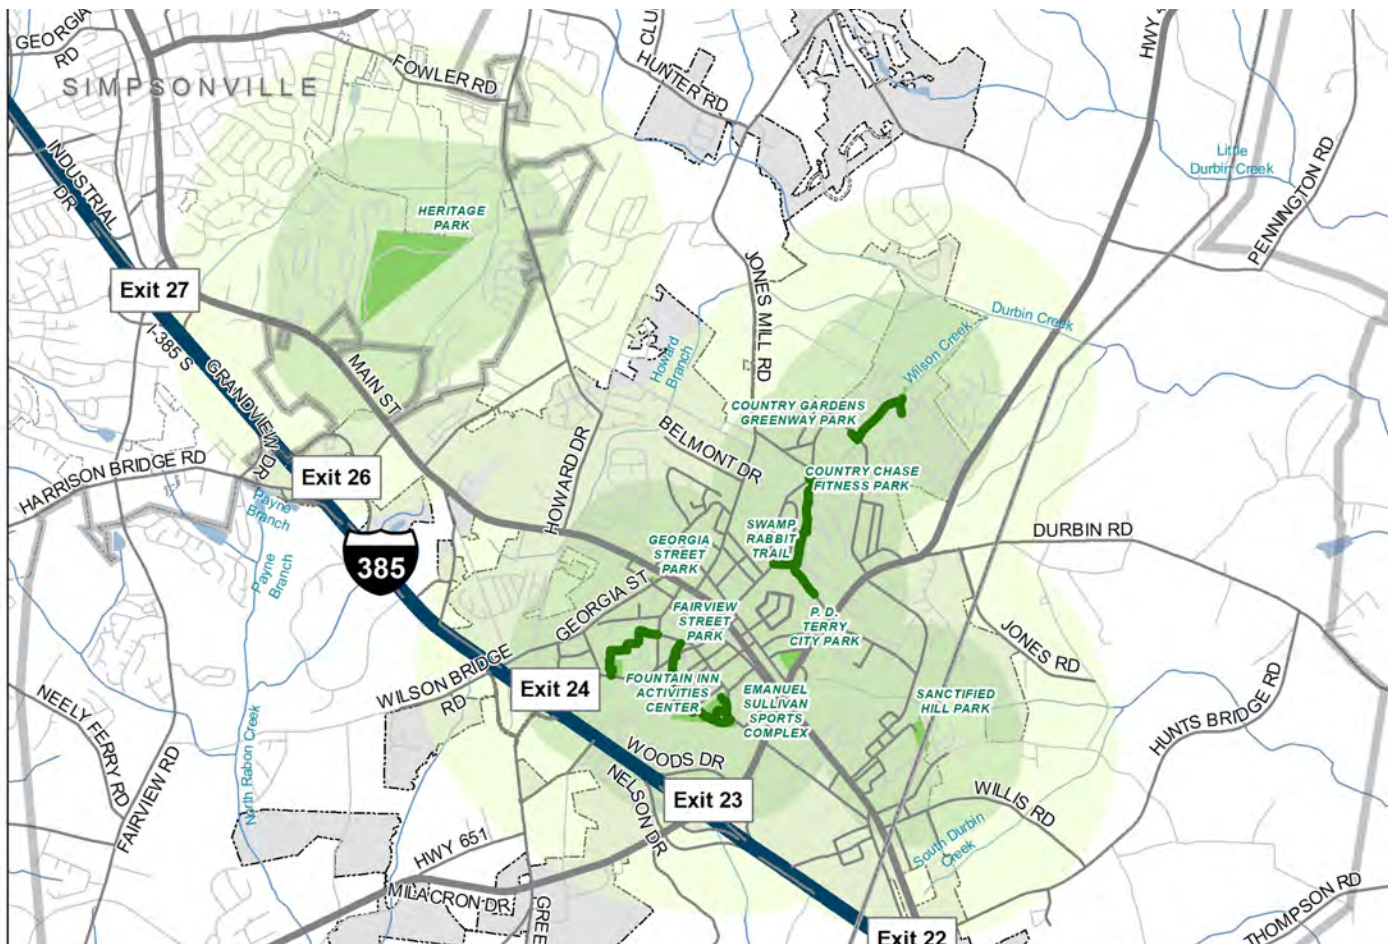 GEORGIA
RD
SIMPSONVILLE
FOWLER RD
HUNTER RD
CLU
HWY
Little
Durbin Creek
PENNINGTON RD
INDUSTRIAL
DR
HERITAGE
PARK
Exit 27
I-385 S
GRANDVIEW DR
MAIN ST
JONES MILL RD
Durbin Creek
Wilson Creek
Howard
Branch
COUNTRY GARDENS
GREENWAY PARK
BELMONT DR
HARRISON BRIDGE RD
Exit 26
Payne
Branch
HOWARD DR
COUNTRY CHASE
FITNESS PARK
DURBIN RD
385
Payne
Branch
GEORGIA
STREET
PARK
SWAMP
RABBIT
TRAIL
GEORGIA ST
FAIRVIEW
STREET
PARK
P. D.
TERRY
CITY PARK
JONES RD
WILSON BRIDGE
RD
Exit 24
FOUNTAIN INN
ACTIVITIES
CENTER
EMANUEL
SULLIVAN
SPORTS
COMPLEX
SANCTIFIED
HILL PARK
HUNTS BRIDGE RD
NEELY FERRY RD
FAIRVIEW RD
North Rabon Creek
WOODS DR
NELSON DR
Exit 23
WILLIS RD
South Durbin
Creek
HWY 651
MILACRON DR
GREE
Exit 22
THOMPSON RD